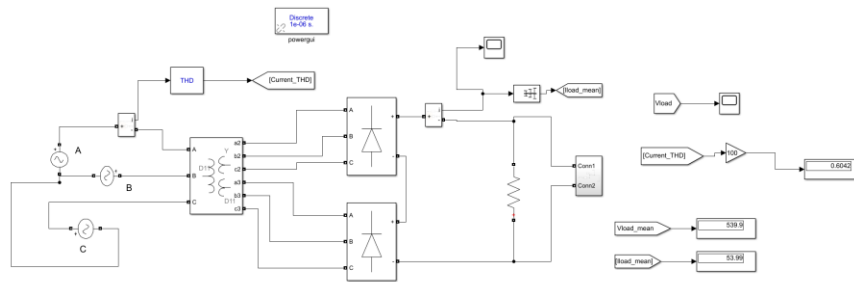 Discrete
1e-06 s.
powergui
THD
[Current_THD]
[Iload_mean]
Vload
A
B
C
+
i
-
A
B
C
Y
D11
D11
a2
b2
c2
a3
b3
c3
A
B
C
+
-
A
B
C
+
-
+
i
-
Conn1
Conn2
[Current_THD]
100
0.6042
Vload_mean
539.9
[Iload_mean]
53.99